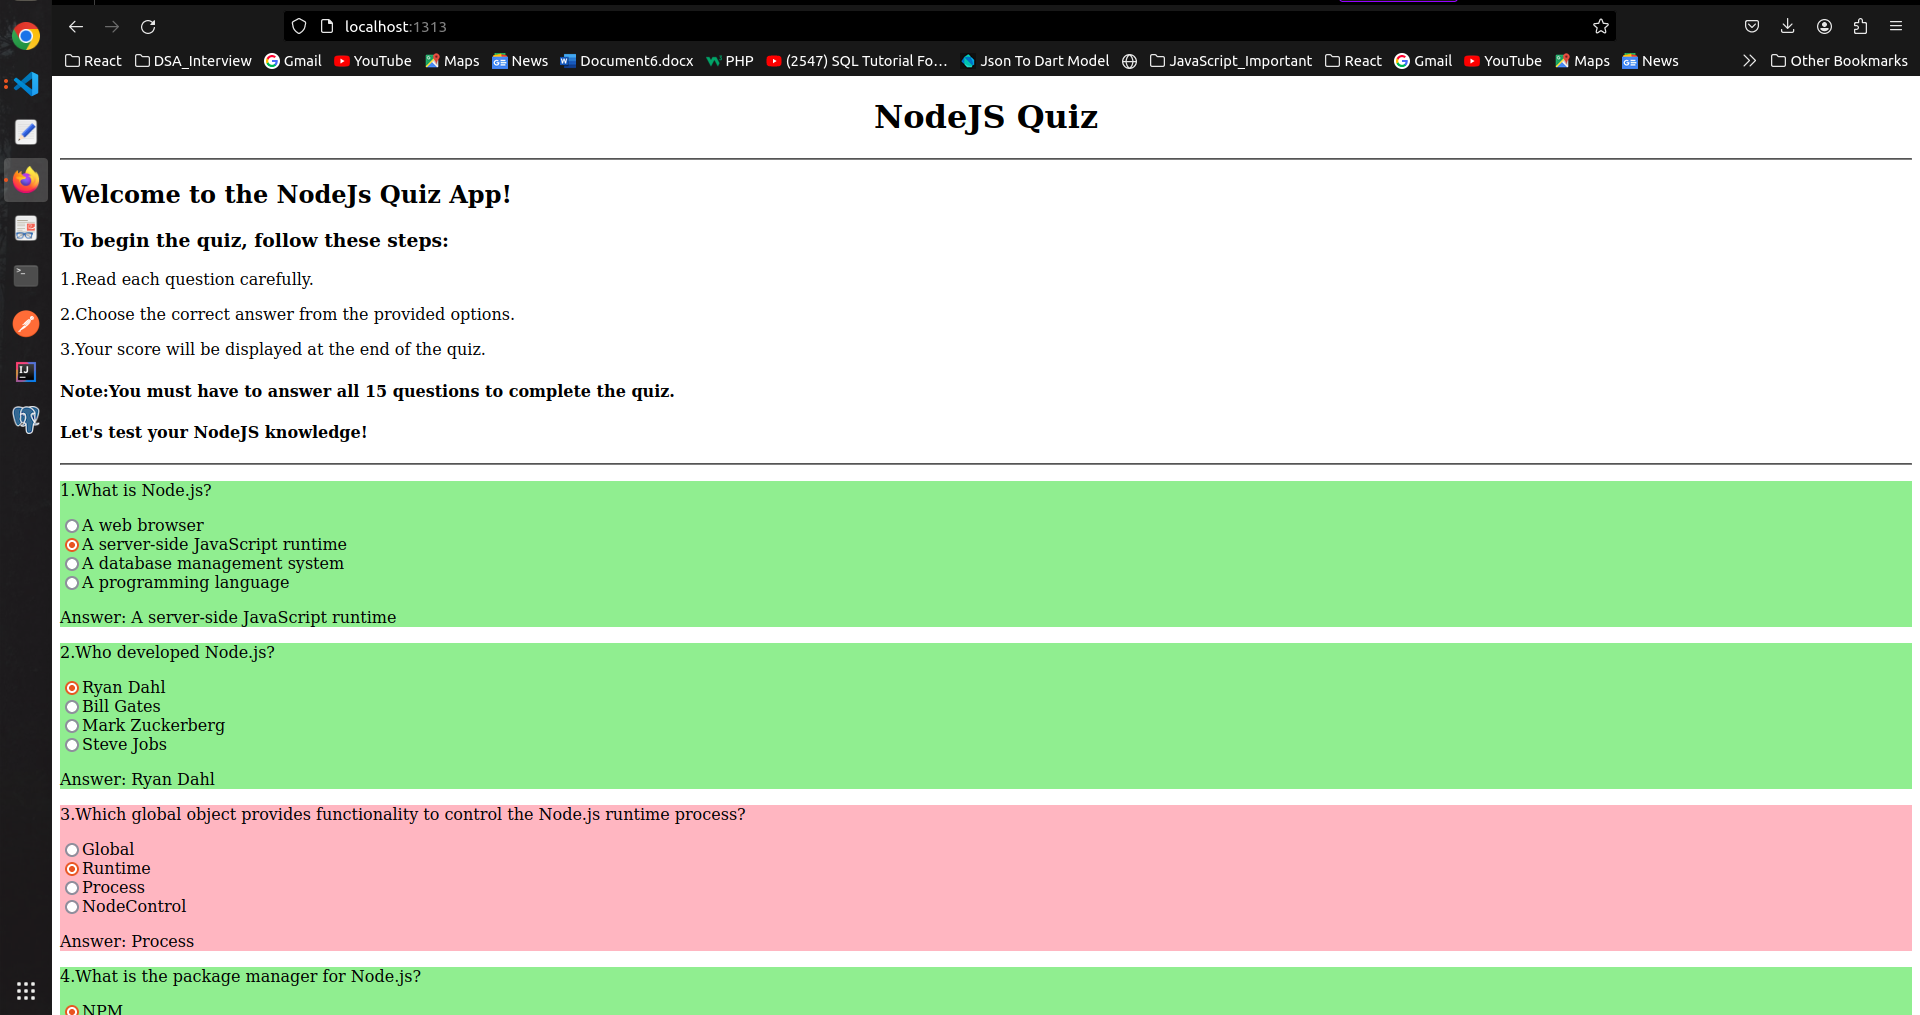 localhost:1313
React DSA_Interview Gmail YouTube Maps News Document6.docx PHP (2547) SQL Tutorial Fo... Json To Dart Model JavaScript_Important React Gmail YouTube Maps News Other Bookmarks
NodeJS Quiz
Welcome to the NodeJs Quiz App!
To begin the quiz, follow these steps:
1.Read each question carefully.
2.Choose the correct answer from the provided options.
3.Your score will be displayed at the end of the quiz.
Note:You must have to answer all 15 questions to complete the quiz.
Let's test your NodeJS knowledge!
1.What is Node.js?
A web browser
A server-side JavaScript runtime
A database management system
A programming language
Answer: A server-side JavaScript runtime
2.Who developed Node.js?
Ryan Dahl
Bill Gates
Mark Zuckerberg
Steve Jobs
Answer: Ryan Dahl
3.Which global object provides functionality to control the Node.js runtime process?
Global
Runtime
Process
NodeControl
Answer: Process
4.What is the package manager for Node.js?
NPM